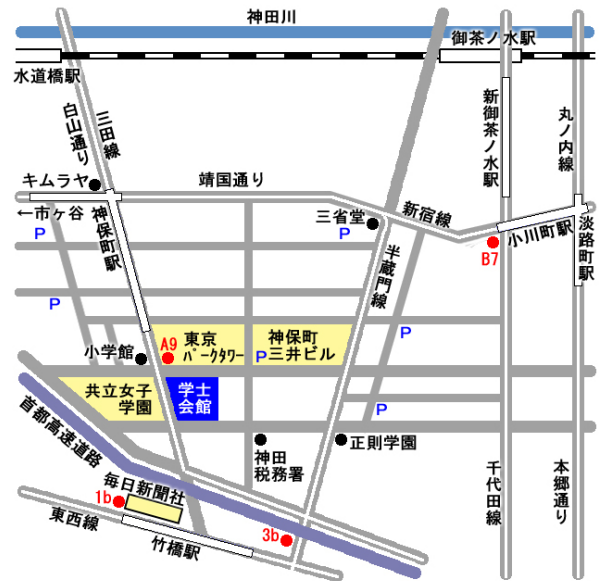 神田川
御茶ノ水駅
水道橋駅
白山通り
三田線
新御茶ノ水駅
丸ノ内線
キムラヤ
靖国通り
←市ヶ谷
神保町駅
三省堂
新宿線
小川町駅
淡路町駅
P
P
B7
半蔵門線
P
P
A9
東京
パークタワー
神保町
三井ビル
P
小学館
共立女子
学園
学士
会館
P
首都高速道路
神田
税務署
正則学園
千代田線
本郷通り
毎日新聞社
1b
東西線
竹橋駅
3b